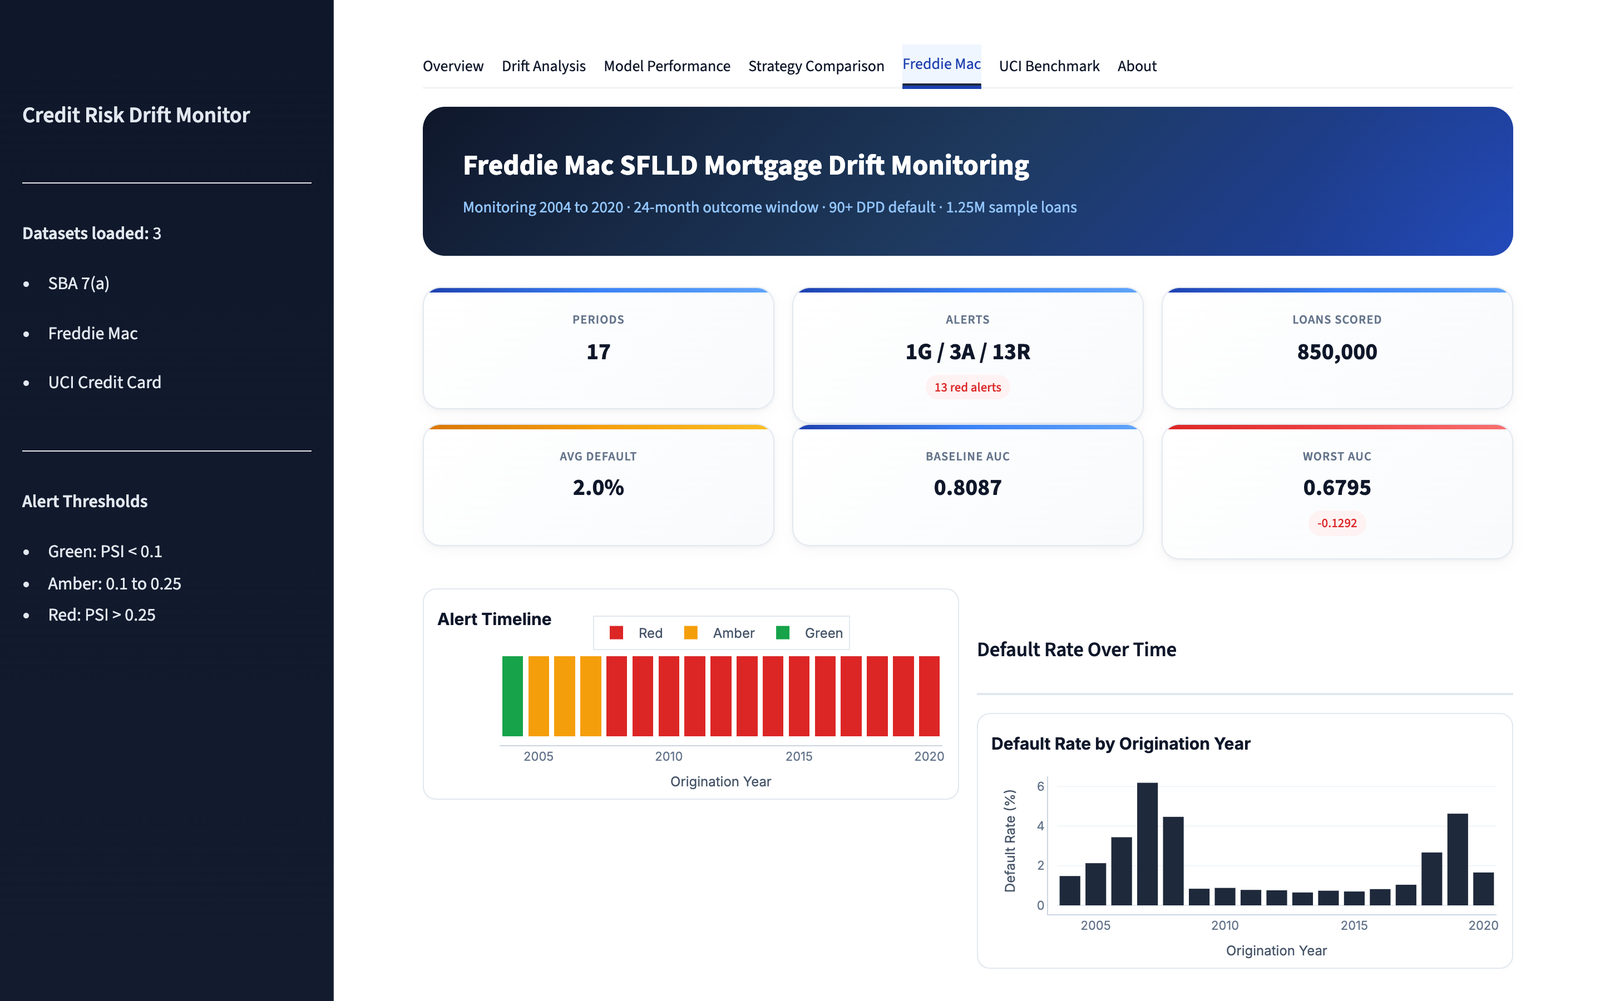 Credit Risk Drift Monitor
Datasets loaded: 3
SBA 7(a)
Freddie Mac
UCI Credit Card
Alert Thresholds
Green: PSI < 0.1
Amber: 0.1 to 0.25
Red: PSI > 0.25
Overview Drift Analysis Model Performance Strategy Comparison Freddie Mac UCI Benchmark About
Freddie Mac SFLLD Mortgage Drift Monitoring
Monitoring 2004 to 2020 · 24-month outcome window · 90+ DPD default · 1.25M sample loans
PERIODS
17
ALERTS
1G / 3A / 13R
13 red alerts
LOANS SCORED
850,000
AVG DEFAULT
2.0%
BASELINE AUC
0.8087
WORST AUC
0.6795
-0.1292
Alert Timeline
Red Amber Green
2005 2010 2015 2020
Origination Year
Default Rate Over Time
Default Rate by Origination Year
Default Rate (%)
6
4
2
0
2005 2010 2015 2020
Origination Year